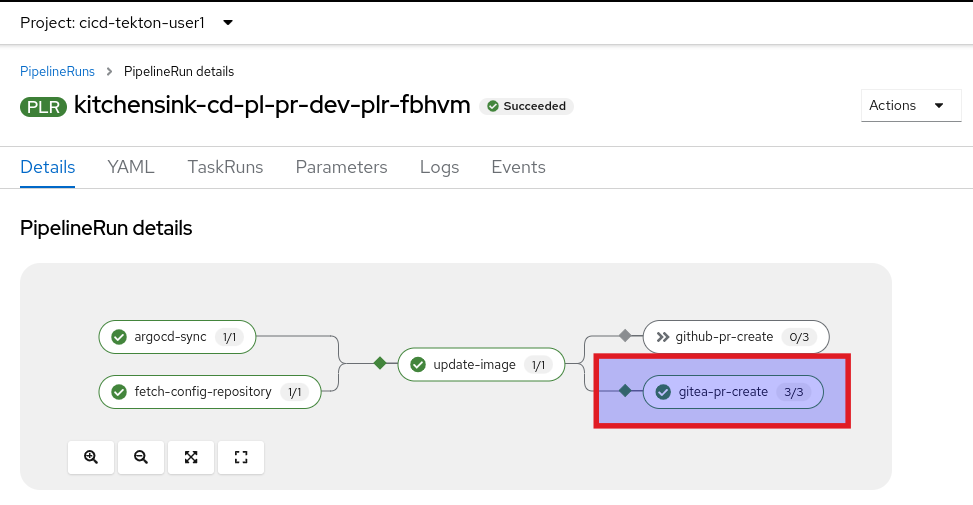 Project: cicd-tekton-user1
PipelineRuns > PipelineRun details
PLR kitchensink-cd-pl-pr-dev-plr-fbhvm Succeeded
Actions
Details YAML TaskRuns Parameters Logs Events
PipelineRun details
argocd-sync 1/1
github-pr-create 0/3
update-image 1/1
fetch-config-repository 1/1
gitea-pr-create 3/3